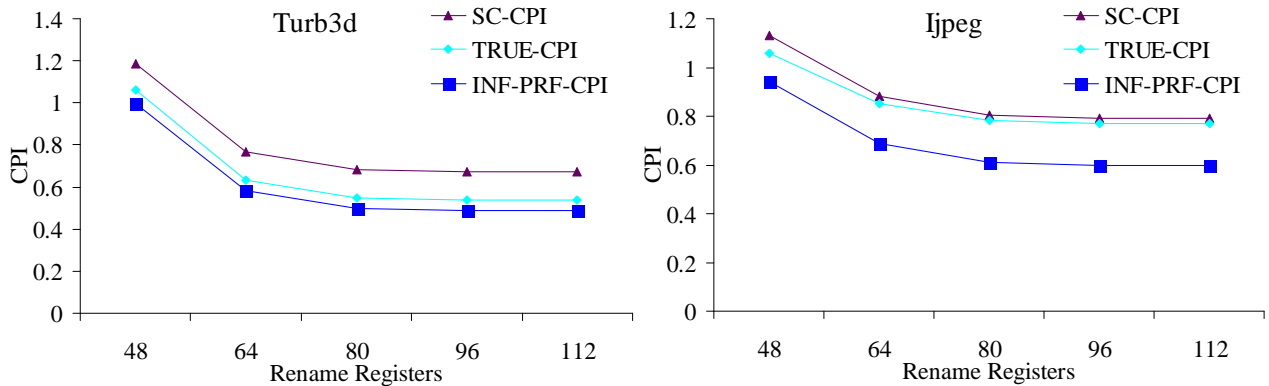 Turb3d
SC-CPI
TRUE-CPI
INF-PRF-CPI
CPI
1.4
1.2
1
0.8
0.6
0.4
0.2
0
48 64 80 96 112
Rename Registers
Ijpeg
SC-CPI
TRUE-CPI
INF-PRF-CPI
CPI
1.2
1
0.8
0.6
0.4
0.2
0
48 64 80 96 112
Rename Registers